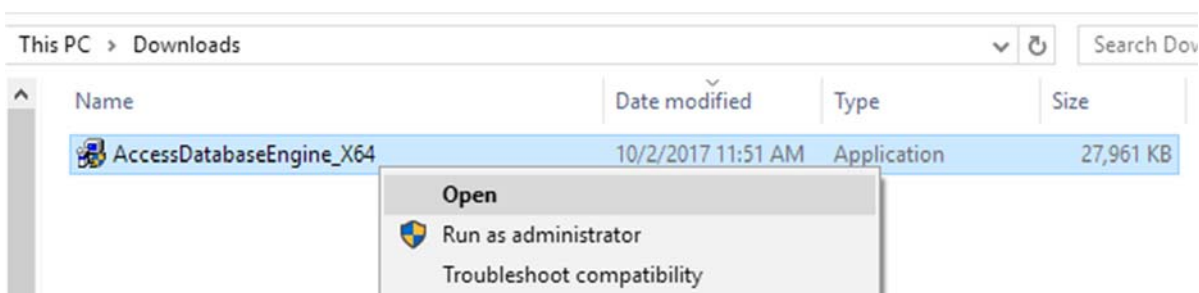 This PC > Downloads Search Dow
Name Date modified Type Size
AccessDatabaseEngine_X64 10/2/2017 11:51 AM Application 27,961 KB
Open
Run as administrator
Troubleshoot compatibility